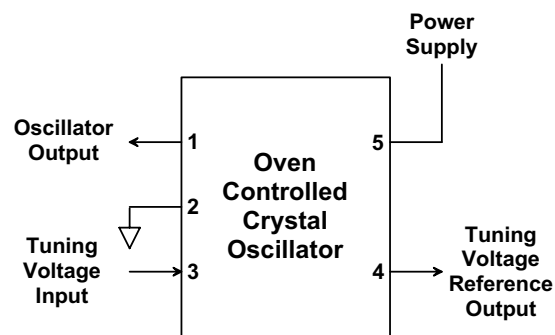 Power
Supply
Oscillator
Output
1
5
Oven
Controlled
Crystal
Oscillator
2
Tuning
Voltage
Input
3
4
Tuning
Voltage
Reference
Output